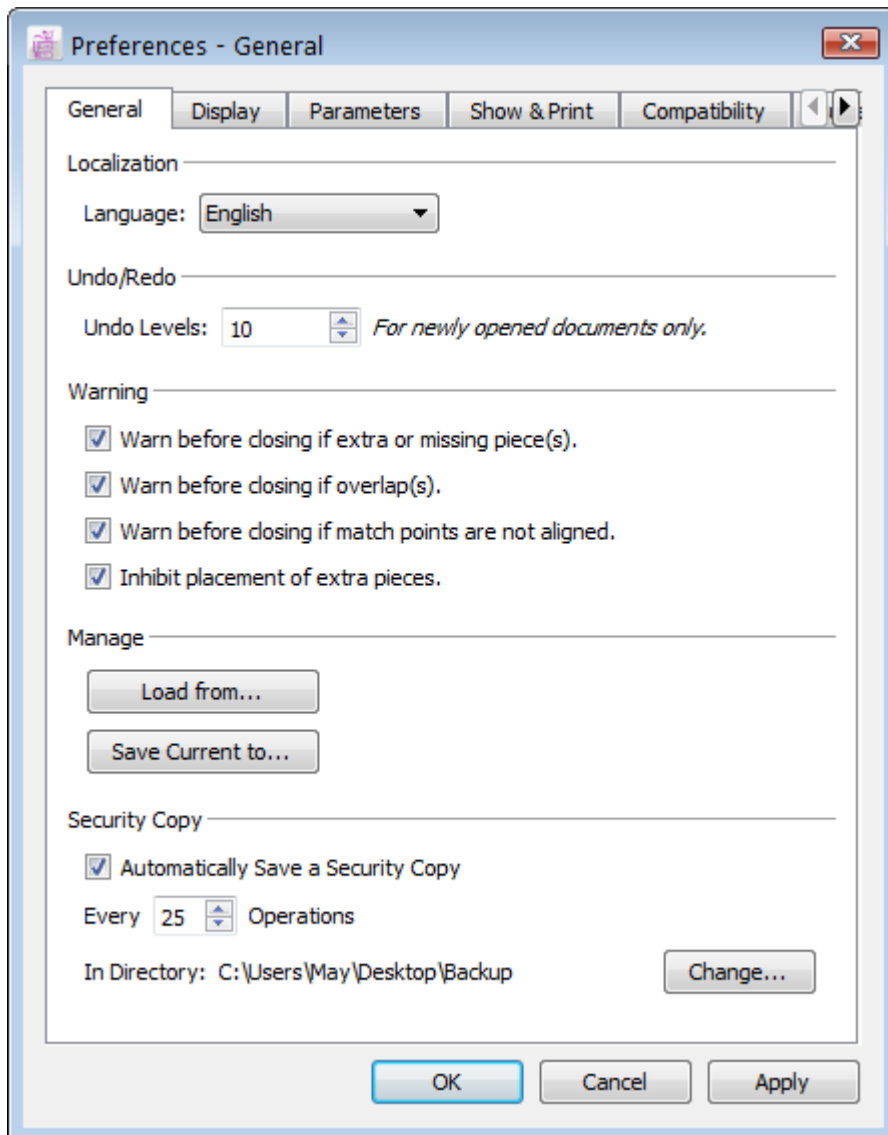 Preferences - General
General Display Parameters Show & Print Compatibility
Localization
Language: English
Undo/Redo
Undo Levels: 10 For newly opened documents only.
Warning
Warn before closing if extra or missing piece(s).
Warn before closing if overlap(s).
Warn before closing if match points are not aligned.
Inhibit placement of extra pieces.
Manage
Load from...
Save Current to...
Security Copy
Automatically Save a Security Copy
Every 25 Operations
In Directory: C:\Users\May\Desktop\Backup Change...
OK Cancel Apply